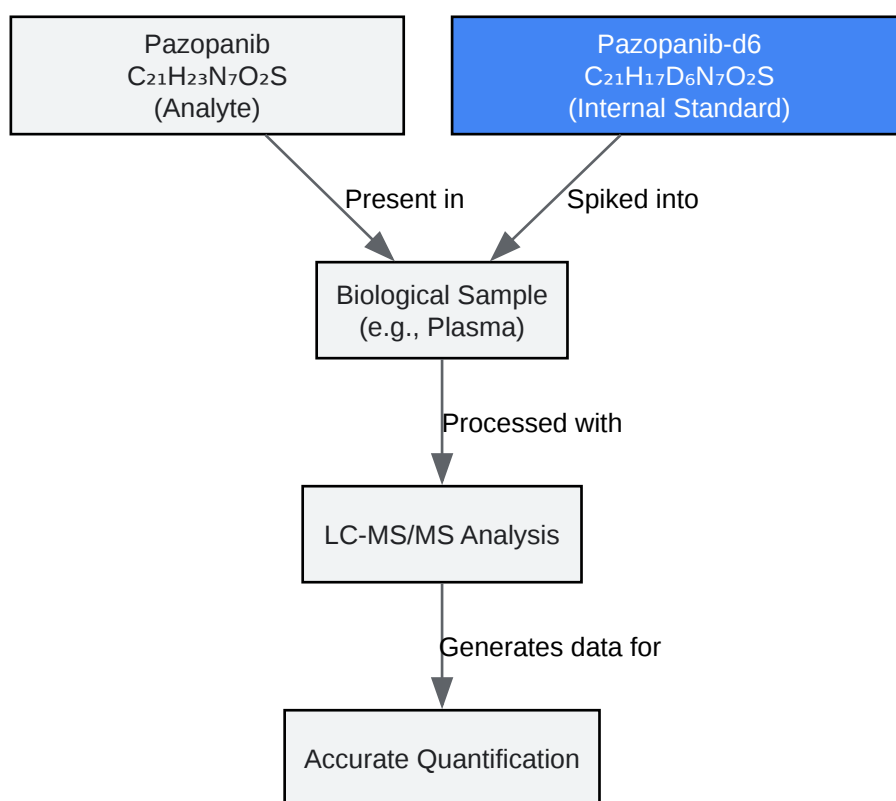 Pazopanib
C₂₁H₂₃N₇O₂S
(Analyte)
Pazopanib-d6
C₂₁H₁₇D₆N₇O₂S
(Internal Standard)
Present in
Spiked into
Biological Sample
(e.g., Plasma)
Processed with
LC-MS/MS Analysis
Generates data for
Accurate Quantification